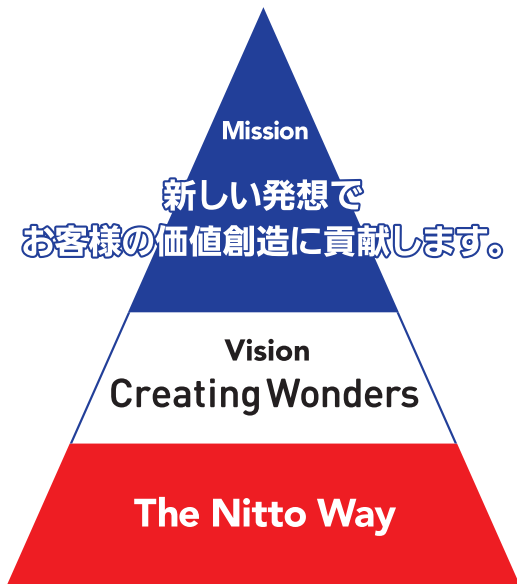 Mission
新しい発想で
お客様の価値創造に貢献します。
Vision
Creating Wonders
The Nitto Way